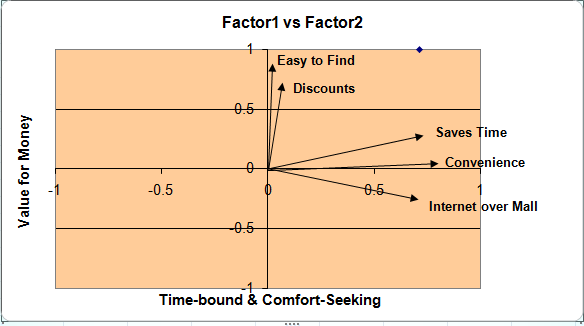 Factor1 vs Factor2
1
Easy to Find
Discounts
0.5
Saves Time
Convenience
0
-1
-0.5
0
0.5
1
Internet over Mall
-0.5
-1
Value for Money
Time-bound & Comfort-Seeking